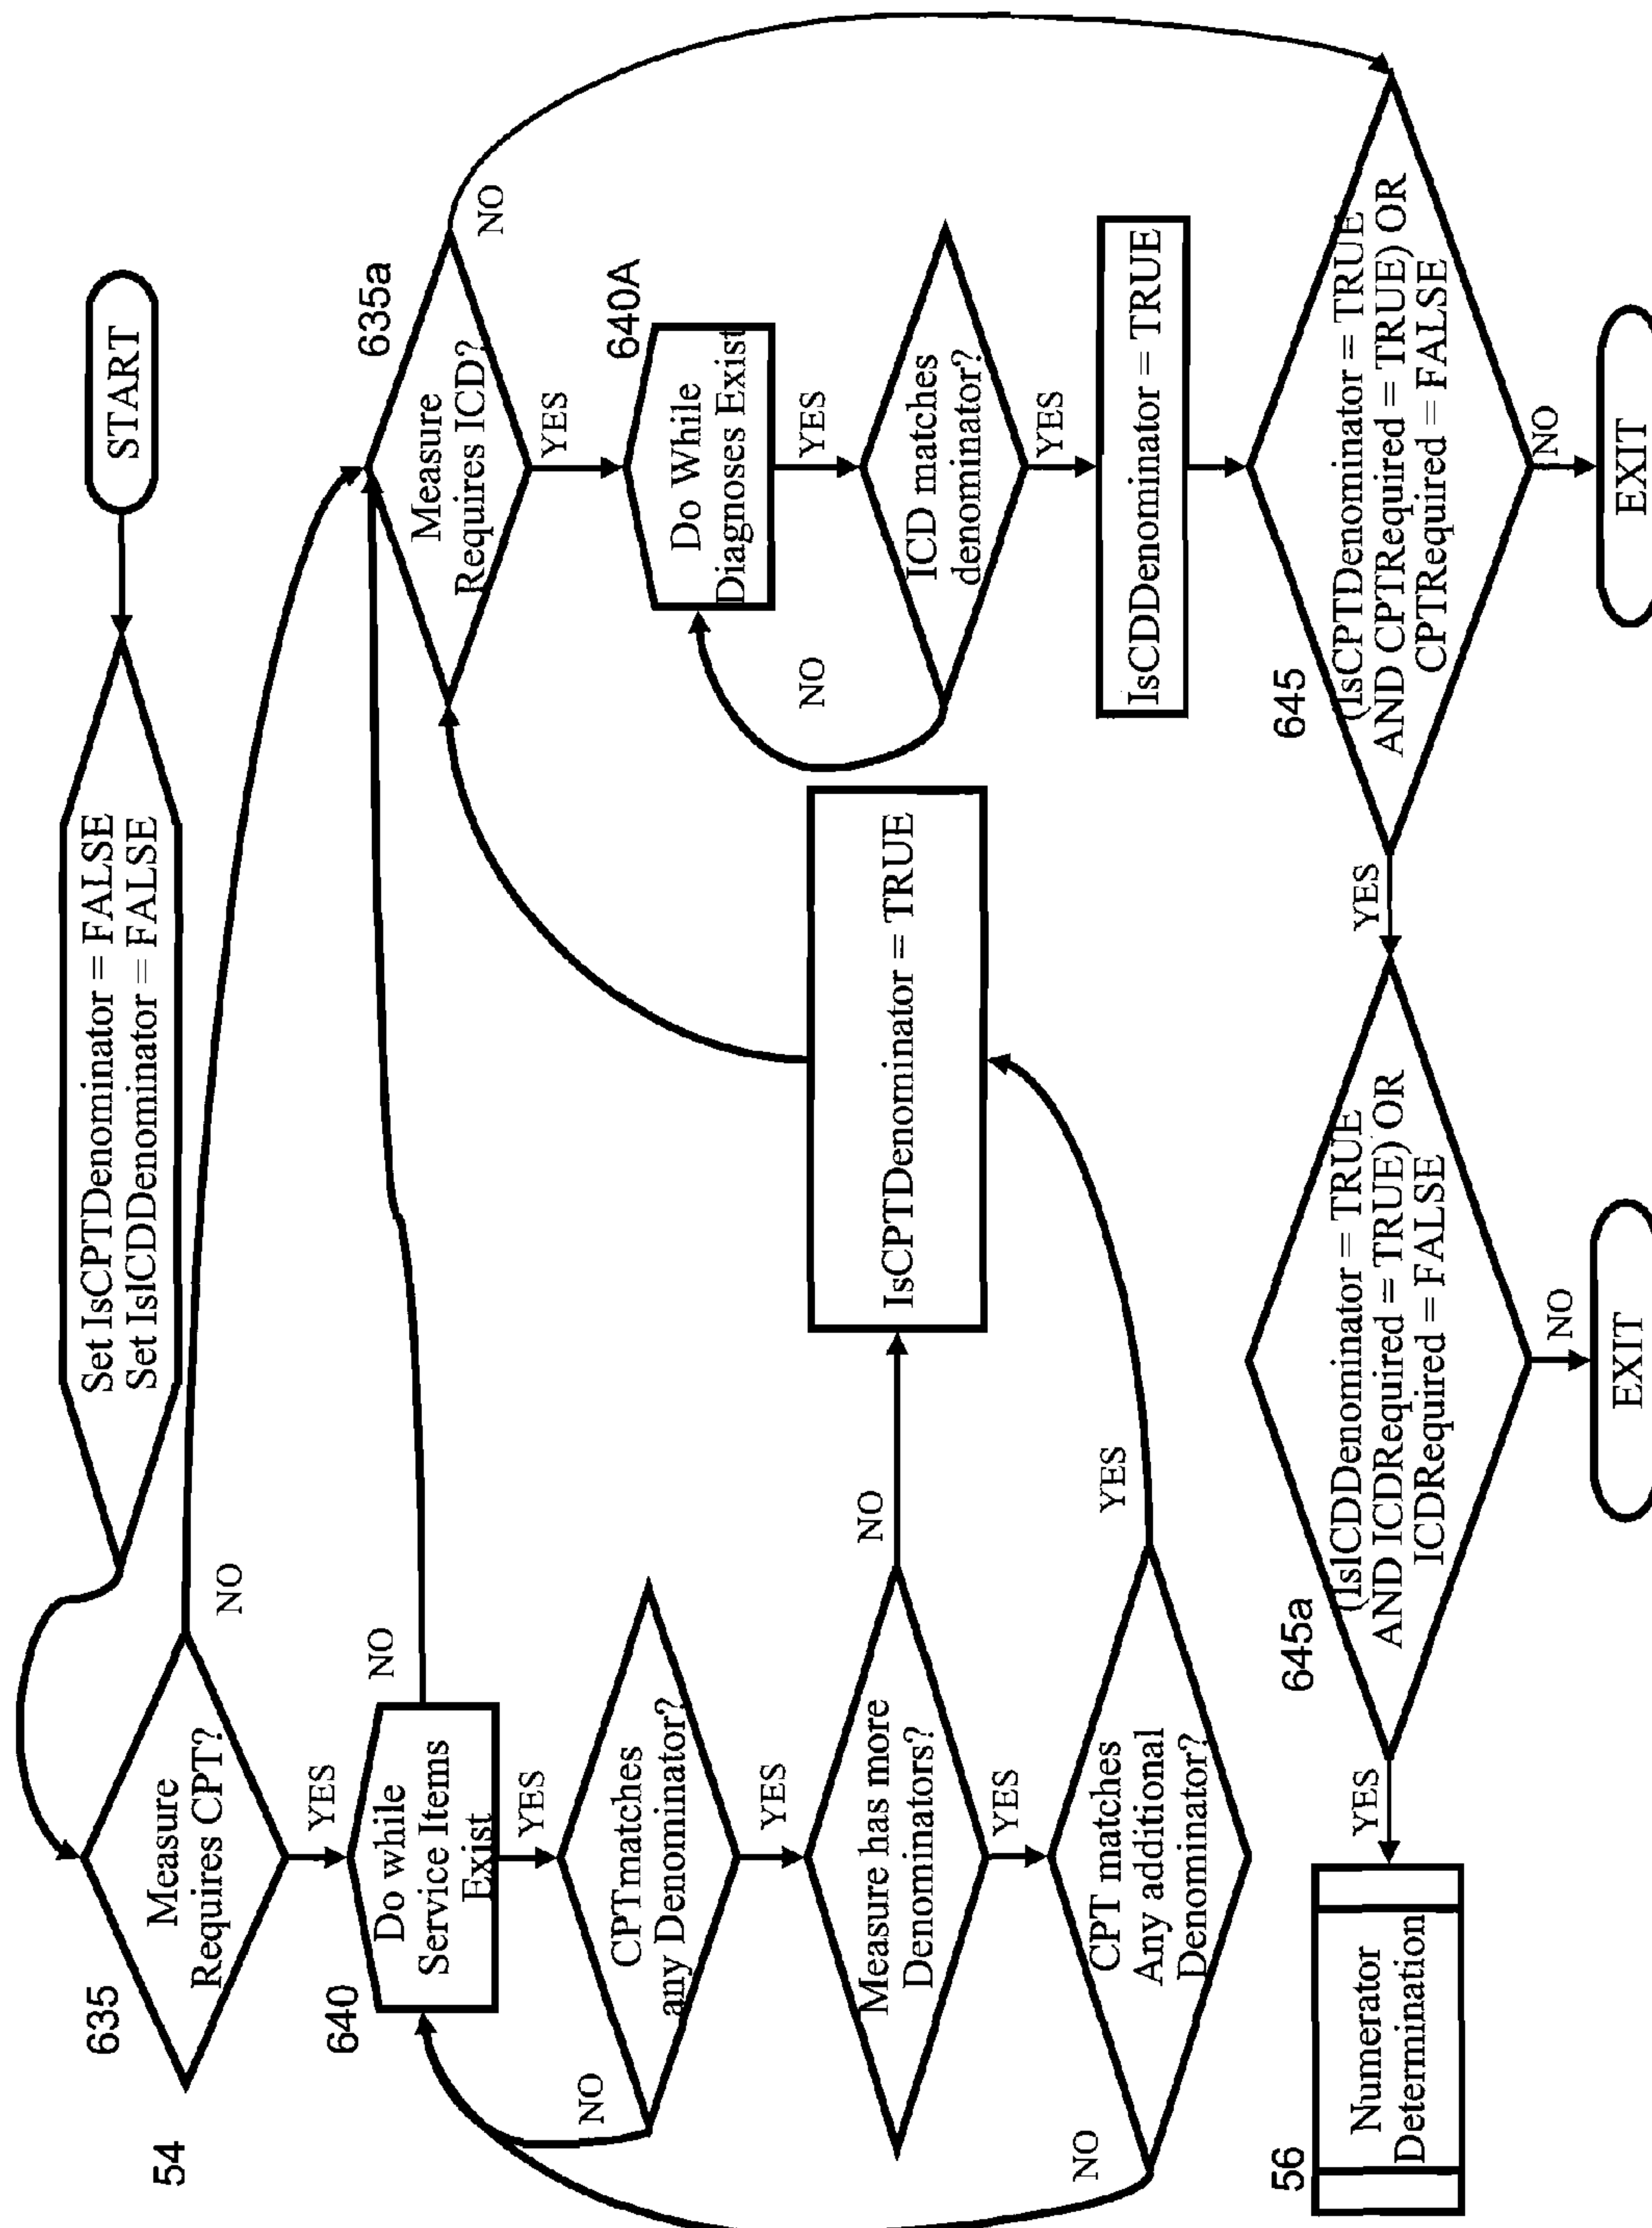 START
Set IsCPTDenominator = FALSE
Set IsICDDenominator = FALSE
54
635
Measure
Requires CPT?
NO
YES
640
Do while
Service Items
Exist
NO
YES
CPTmatches
any Denominator?
NO
YES
Measure has more
Denominators?
NO
YES
CPT matches
Any additional
Denominator?
NO
YES
IsCPTDenominator = TRUE
635a
Measure
Requires ICD?
NO
YES
640A
Do While
Diagnoses Exist
YES
ICD matches
denominator?
NO
YES
IsCDDenominator = TRUE
645
(IsCPTDenominator = TRUE
AND CPTRequired = TRUE) OR
CPTRequired = FALSE
NO
EXIT
YES
645a
(IsICDDenominator = TRUE
AND ICDRequired = TRUE) OR
ICDRequired = FALSE
NO
EXIT
YES
56
Numerator
Determination